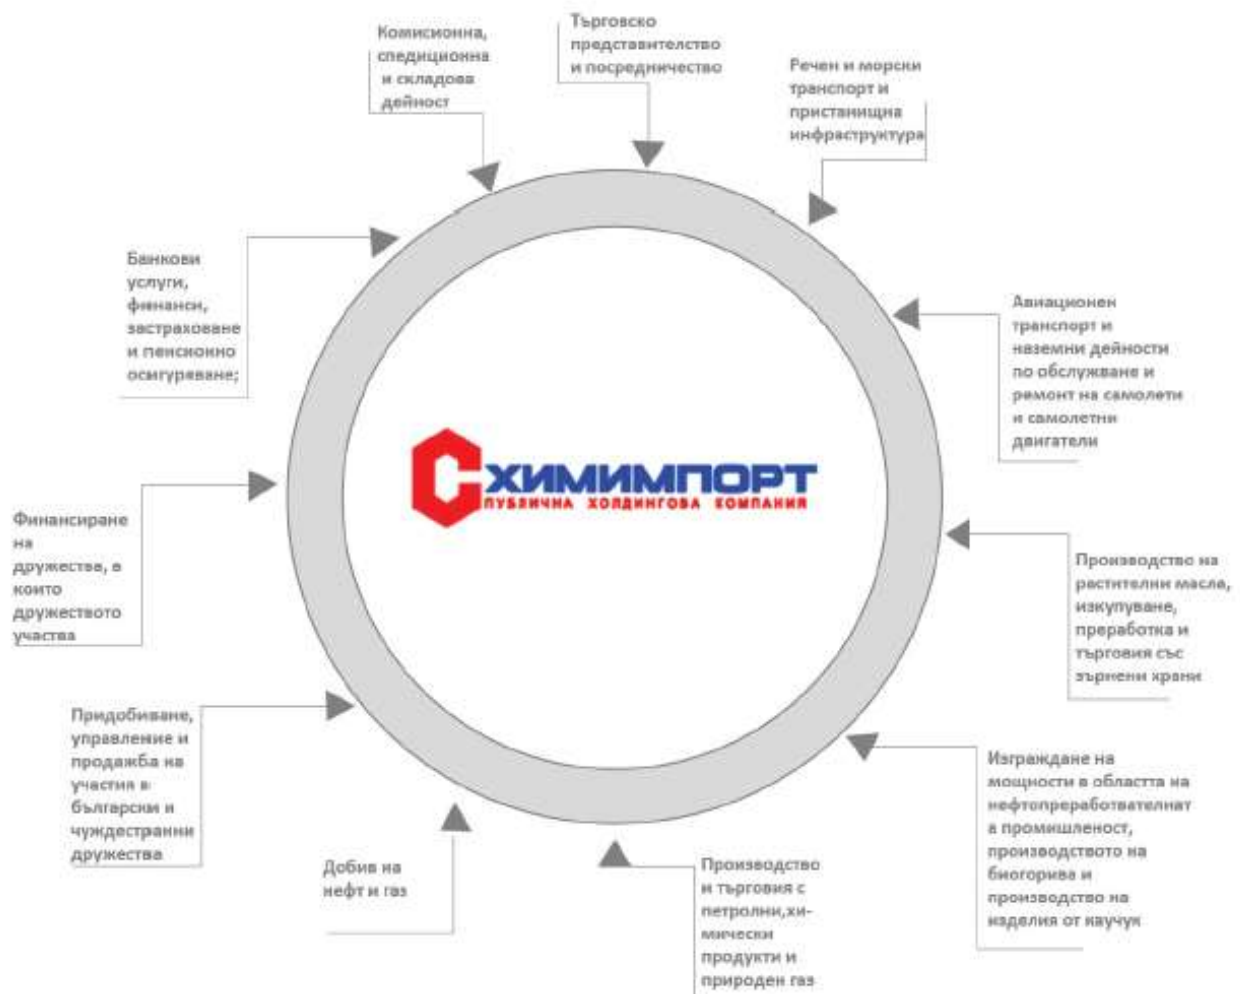 Комисионна,
спедиционна
и складова
дейност
Търговско
представителство
и посредничество
Речен и морски
транспорт и
пристанищна
инфраструктура
Авиационен
транспорт и
наземни дейности
по обслужване и
ремонт на самолети
и самолетни
двигатели
Производство на
растителни масла,
изкупуване,
преработка и
търговия със
зърнени храни
Изграждане на
мощности в областта на
нефтопреработвателнат
а промишленост,
производството на
биогорива и
производство на
изделия от каучук
Производство
и търговия с
петролни,хи-
мически
продукти и
природен газ
Добив на
нефт и газ
Придобиване,
управление и
продажба на
участия в
български и
чуждестранни
дружества
Финансиране
на
дружества, в
които
дружеството
участва
Банкови
услуги,
финанси,
застраховане
и пенсионно
осигуряване;
ХИМИМПОРТ
ПУБЛИЧНА ХОЛДИНГОВА КОМПАНИЯ